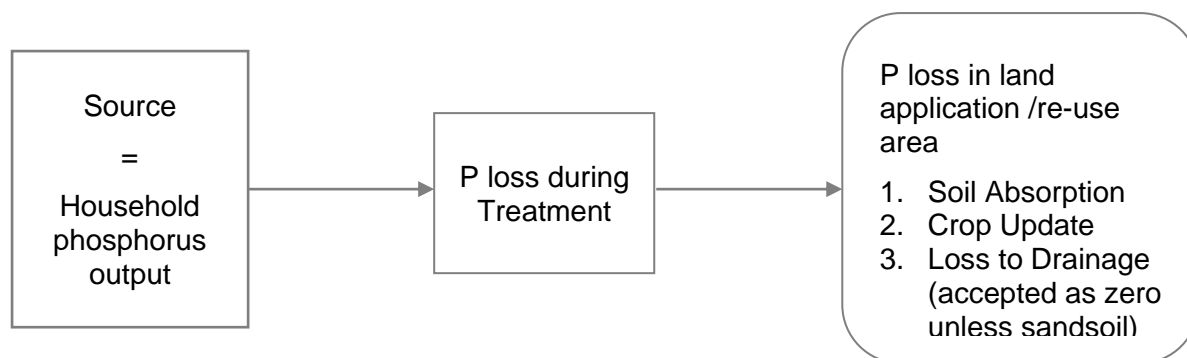 Source
=
Household
phosphorus
output
P loss during
Treatment
P loss in land
application /re-use
area
1. Soil Absorption
2. Crop Update
3. Loss to Drainage
(accepted as zero
unless sandsoil)